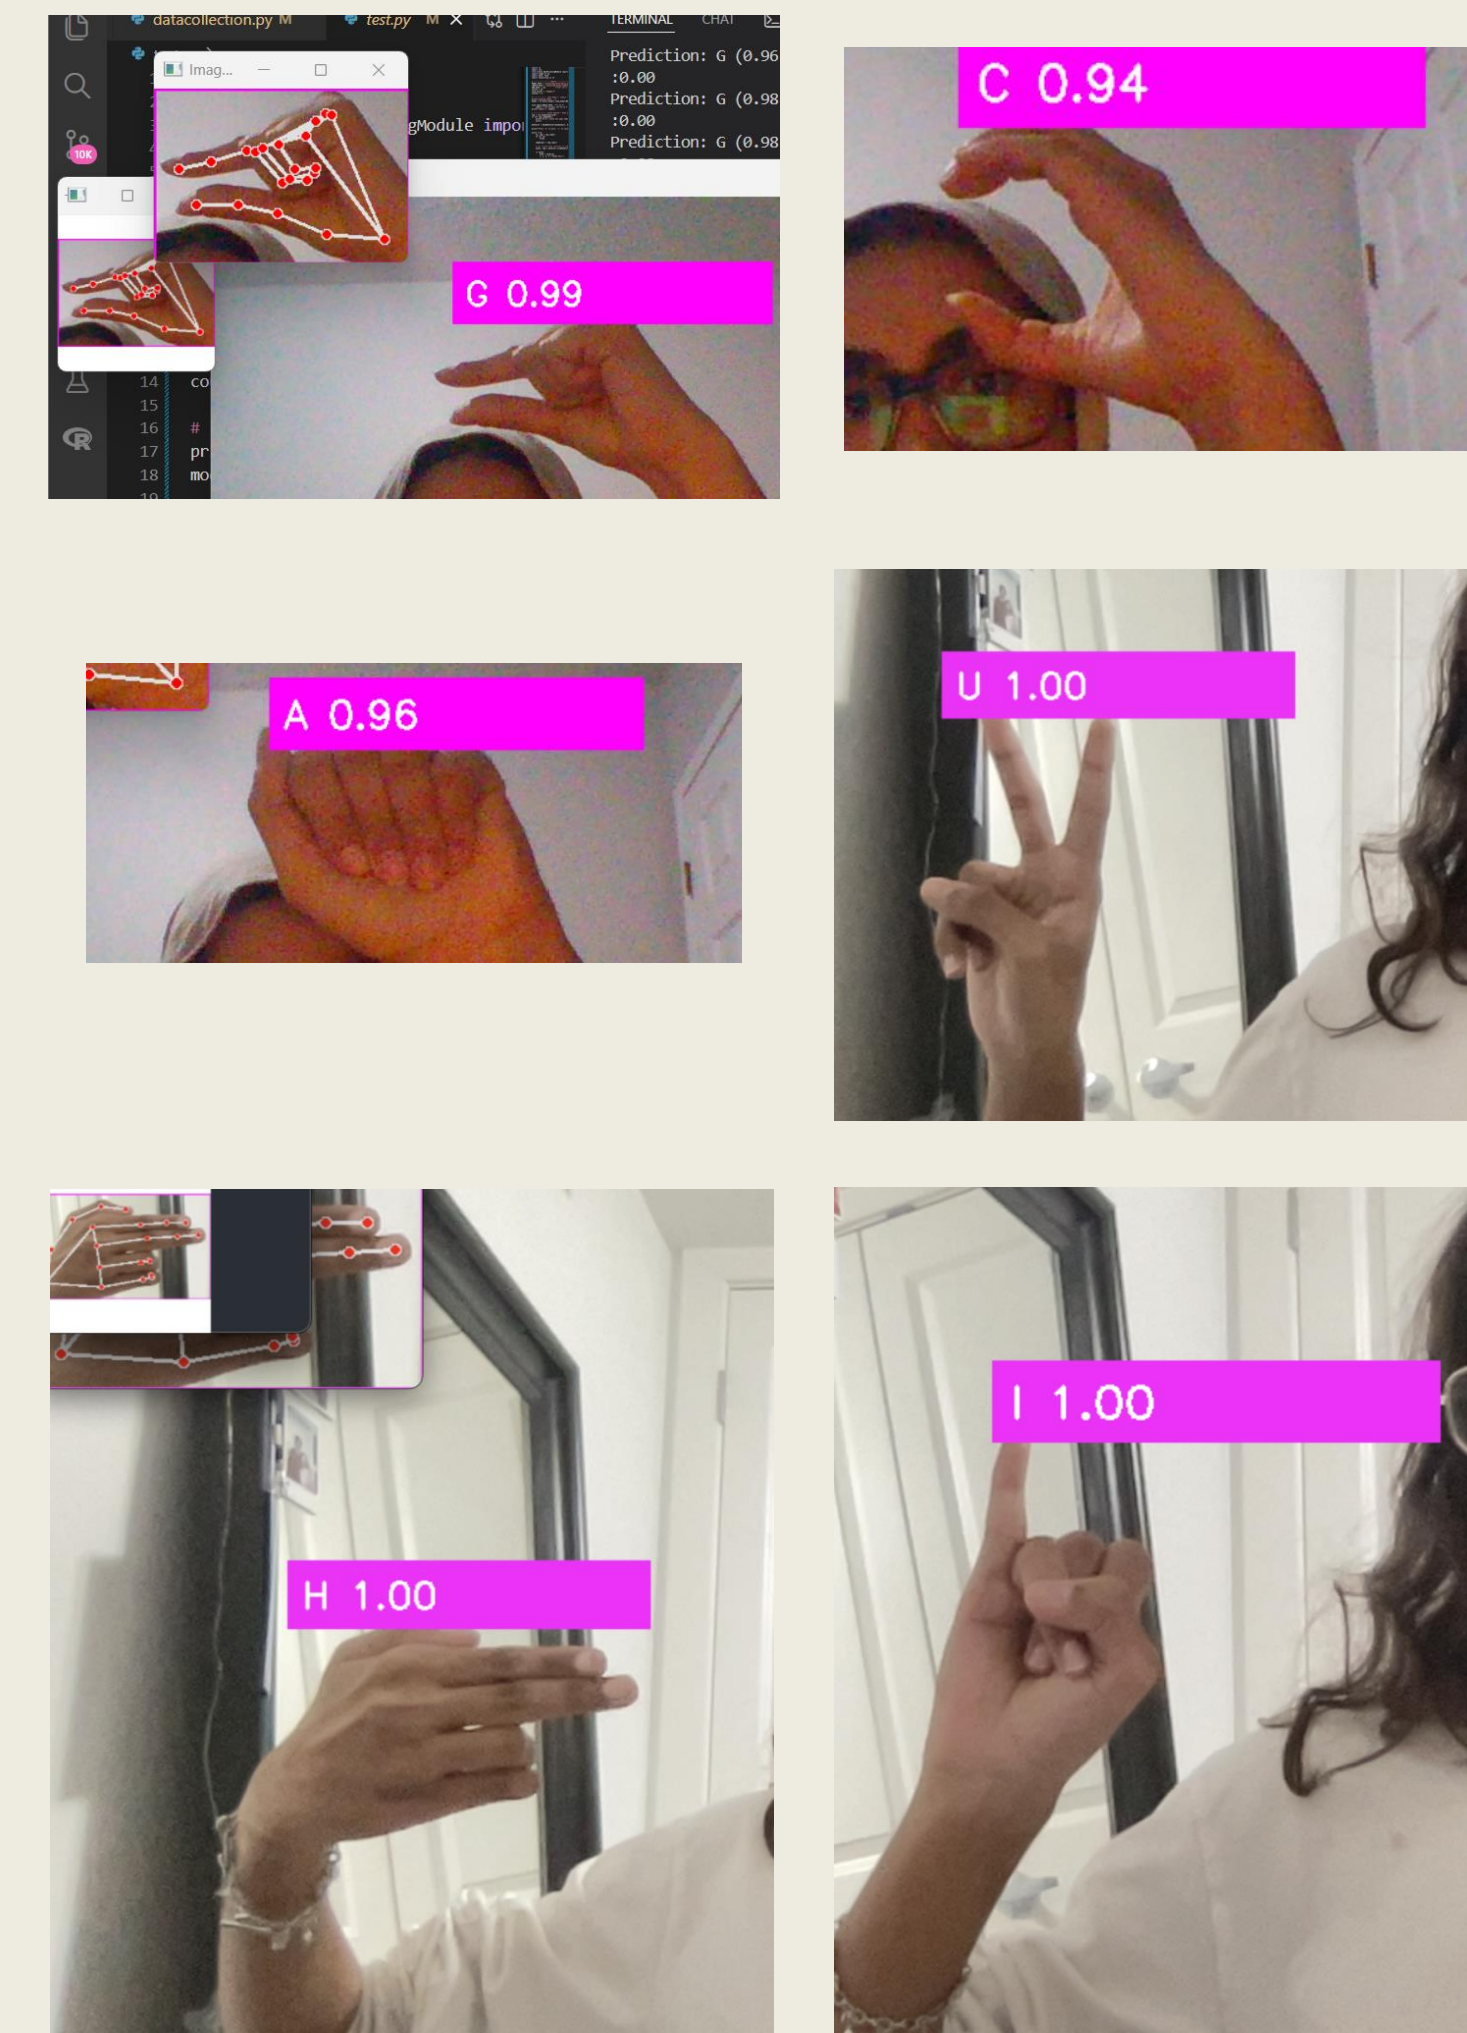 datacollection.py M
test.py M
TERMINAL CHAT
Imag...
Prediction: G (0.96
:0.00
Prediction: G (0.98
:0.00
Prediction: G (0.98
gModule impor
10K
G 0.99
14 co
15
16 #
17 pr
18 mo
19
C 0.94
A 0.96
U 1.00
H 1.00
I 1.00